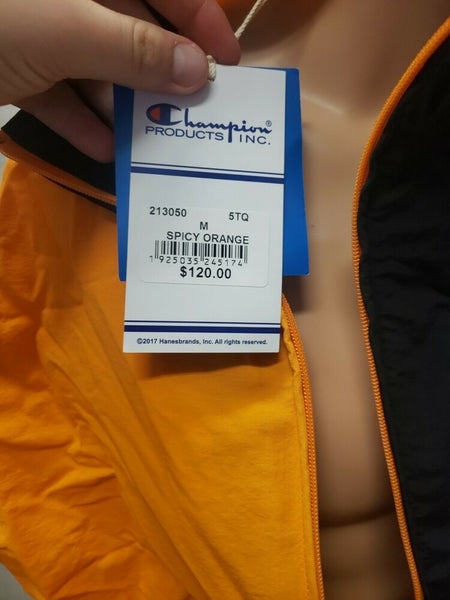 Champion
PRODUCTS INC.
213050 5TQ
M
SPICY ORANGE
1 925035 245174
$120.00
©2017 Hanesbrands, Inc. All rights reserved.